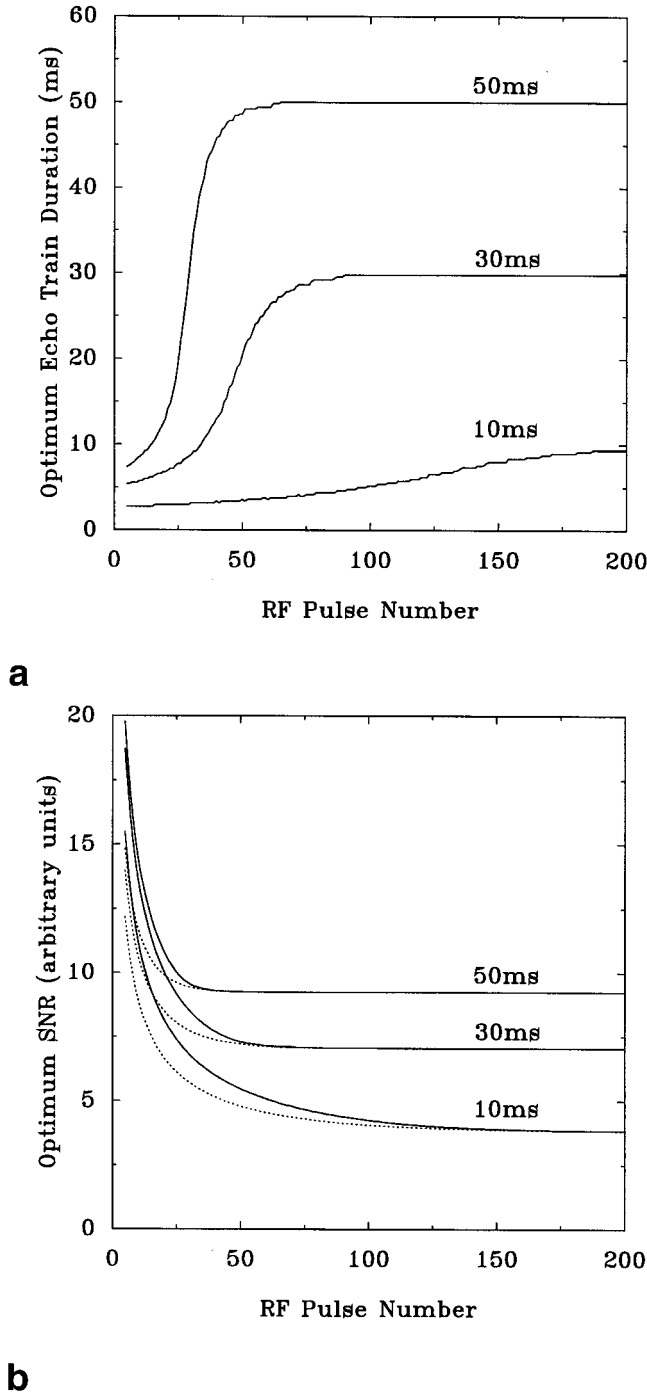 60
50
40
30
20
10
0
Optimum Echo Train Duration (ms)
50ms
30ms
10ms
0 50 100 150 200
RF Pulse Number
a
20
15
10
5
0
Optimum SNR (arbitrary units)
50ms
30ms
10ms
0 50 100 150 200
RF Pulse Number
b